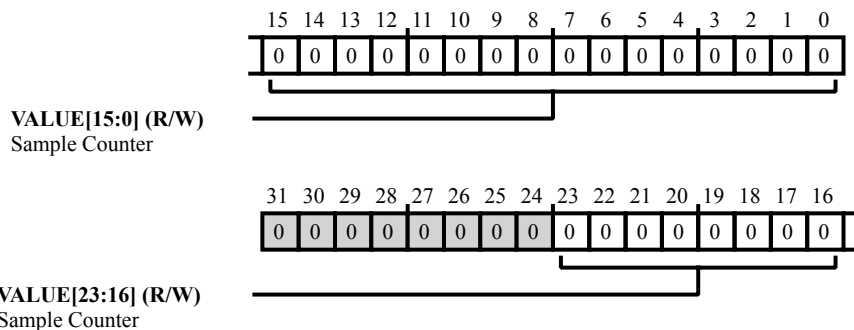 15 14 13 12 11 10 9 8 7 6 5 4 3 2 1 0
0 0 0 0 0 0 0 0 0 0 0 0 0 0 0 0
VALUE[15:0] (R/W)
Sample Counter
31 30 29 28 27 26 25 24 23 22 21 20 19 18 17 16
0 0 0 0 0 0 0 0 0 0 0 0 0 0 0 0
VALUE[23:16] (R/W)
Sample Counter